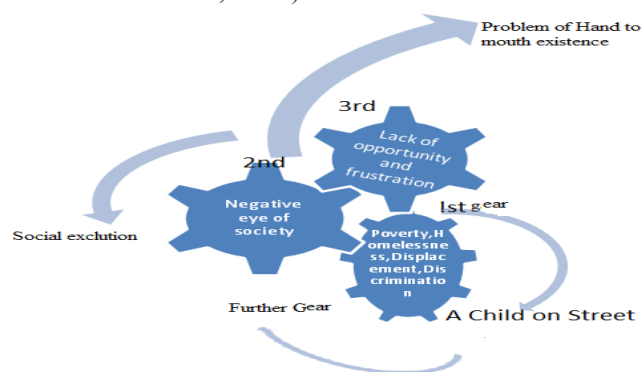 Problem of Hand to
mouth existence
3rd
Lack of
opportunity
and
frustration
2nd
Negative
eye of
society
Ist gear
Poverty,H
omelessne
ss,Displac
ement,Dis
criminatio
n
Social exclution
Further Gear
A Child on Street